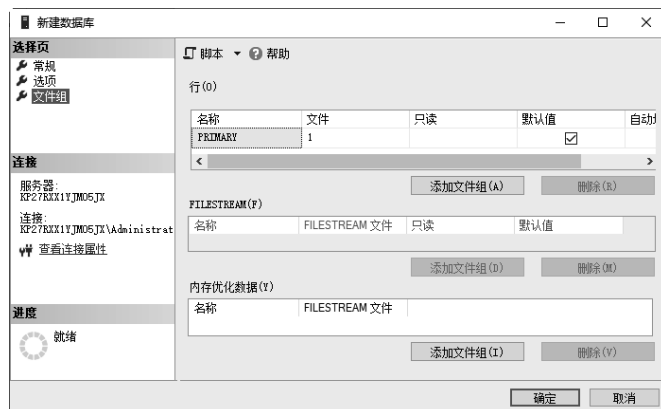 新建数据库
选择页
常规
选项
文件组
脚本 帮助
行(O)
名称 文件 只读 默认值 自动增
PRIMARY 1
添加文件组(A) 删除(R)
FILESTREAM(F)
名称 FILESTREAM 文件 只读 默认值
添加文件组(D) 删除(M)
内存优化数据(Y)
名称 FILESTREAM 文件
添加文件组(I) 删除(V)
连接
服务器:
KP27RXX1YJM05JX
连接:
KP27RXX1YJM05JX\Administrat
查看连接属性
进度
就绪
确定 取消